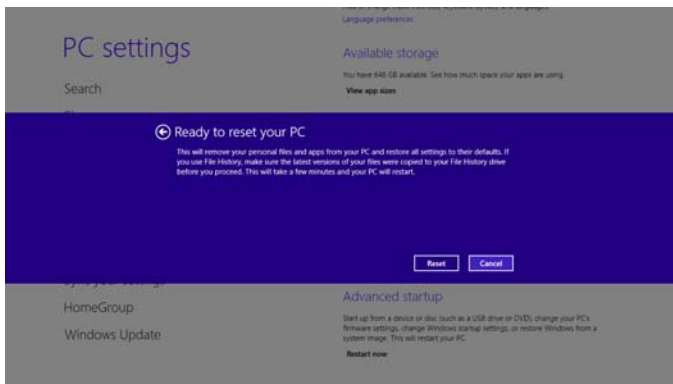 Language preferences
PC settings
Available storage
You have 648 GB available. See how much space your apps are using.
Search
View app sizes
Ready to reset your PC
This will remove your personal files and apps from your PC and restore all settings to their defaults. If
you use File History, make sure the latest versions of your files were copied to your File History drive
before you proceed. This will take a few minutes and your PC will restart.
Reset
Cancel
HomeGroup
Advanced startup
Start up from a device or disc (such as a USB drive or DVD), change your PC's
firmware settings, change Windows startup settings, or restore Windows from a
system image. This will restart your PC.
Windows Update
Restart now